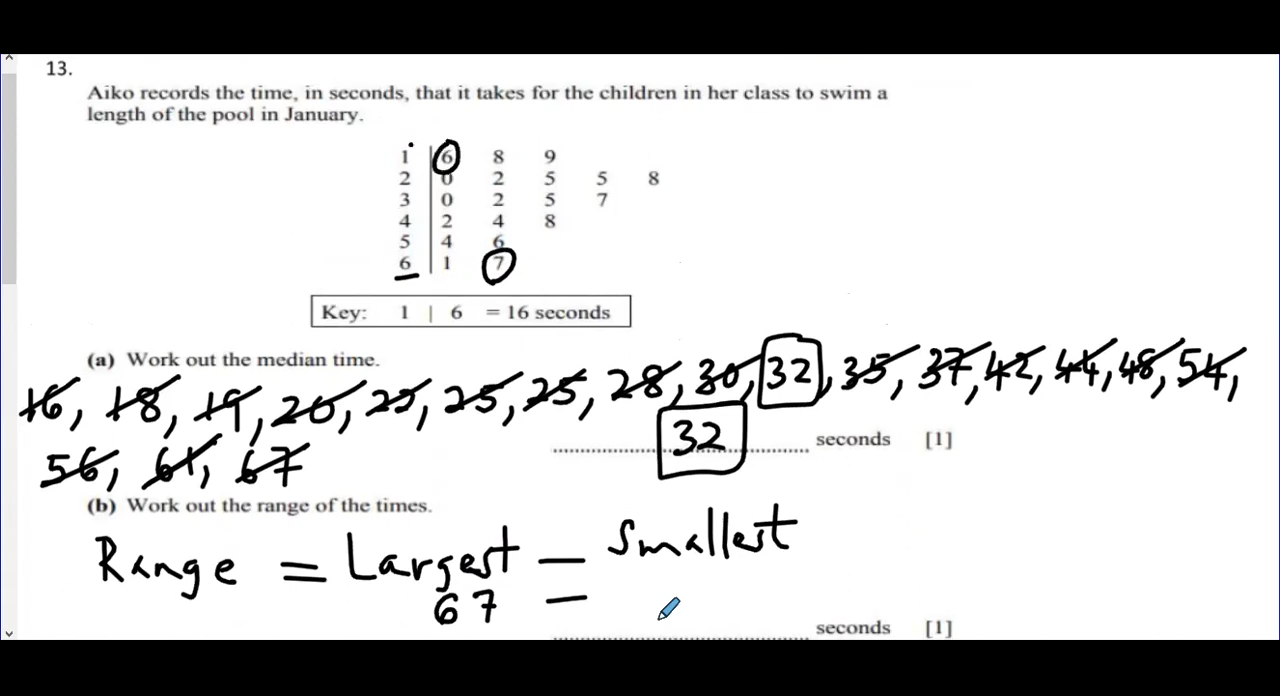 13.
Aiko records the time, in seconds, that it takes for the children in her class to swim a
length of the pool in January.
1 | 6 8 9
2 | 0 2 5 5 8
3 | 0 2 5 7
4 | 2 4 8
5 | 4 6
6 | 1 7
Key: 1 | 6 = 16 seconds
(a) Work out the median time.
16, 18, 19, 20, 22, 25, 25, 28, 30, 32, 35, 37, 42, 44, 48, 54,
32 seconds [1]
56, 61, 67
(b) Work out the range of the times.
Range = Largest – Smallest
67 –
seconds [1]